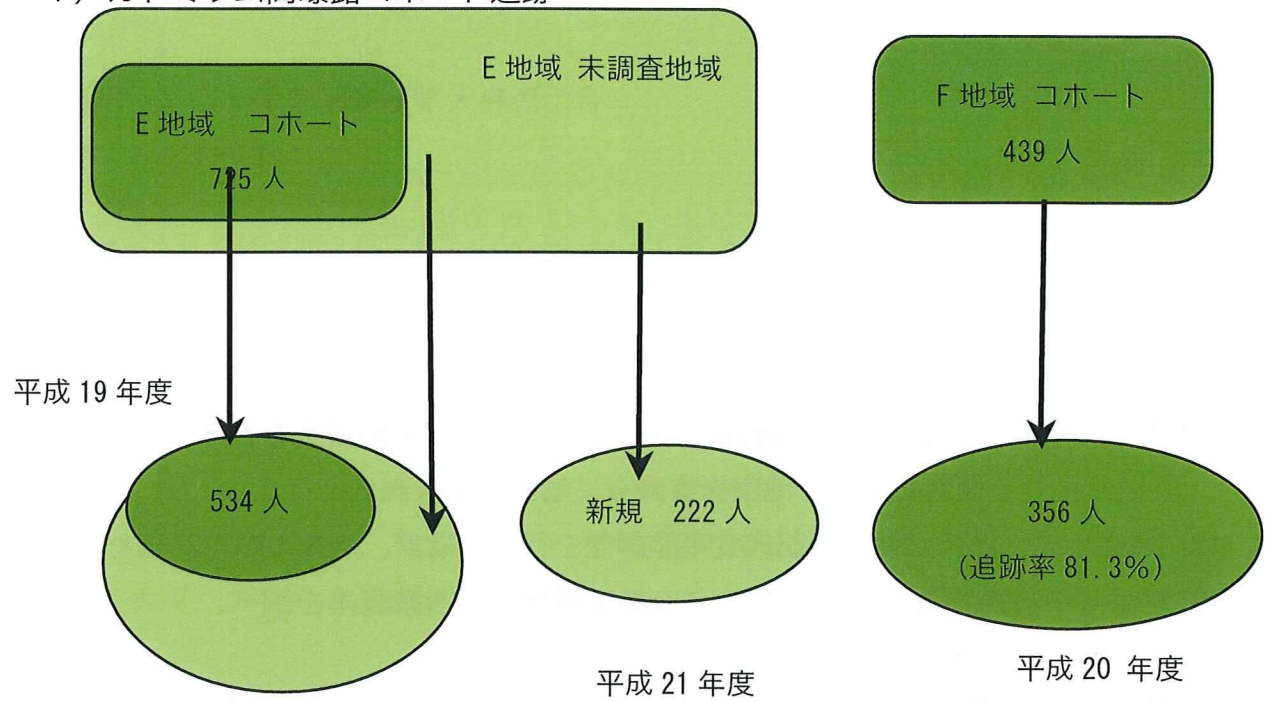 E 地域 未調査地域
E 地域 コホート
725 人
F 地域 コホート
439 人
平成 19 年度
534 人
新規 222 人
356 人
(追跡率 81.3%)
平成 21 年度
平成 20 年度